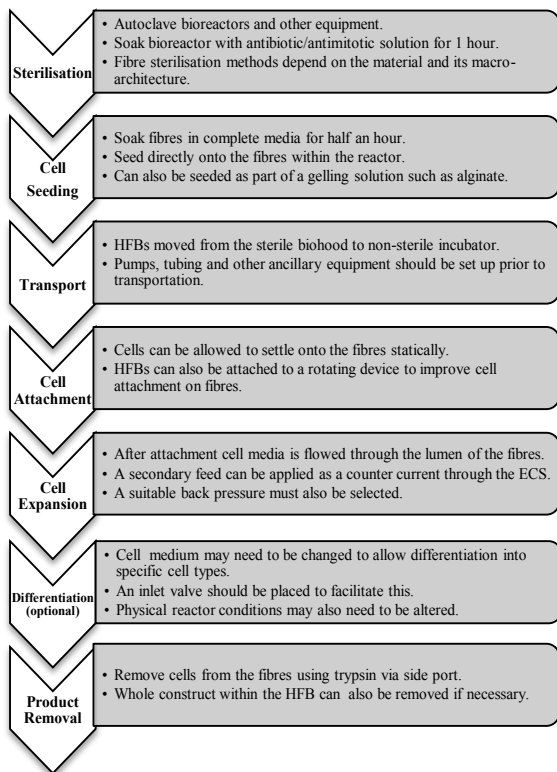 Sterilisation
• Autoclave bioreactors and other equipment.
• Soak bioreactor with antibiotic/antimitotic solution for 1 hour.
• Fibre sterilisation methods depend on the material and its macro-
architecture.
Cell
Seeding
• Soak fibres in complete media for half an hour.
• Seed directly onto the fibres within the reactor.
• Can also be seeded as part of a gelling solution such as alginate.
Transport
• HFBs moved from the sterile biohood to non-sterile incubator.
• Pumps, tubing and other ancillary equipment should be set up prior to
transportation.
Cell
Attachment
• Cells can be allowed to settle onto the fibres statically.
• HFBs can also be attached to a rotating device to improve cell
attachment on fibres.
Cell
Expansion
• After attachment cell media is flowed through the lumen of the fibres.
• A secondary feed can be applied as a counter current through the ECS.
• A suitable back pressure must also be selected.
Differentiation
(optional)
• Cell medium may need to be changed to allow differentiation into
specific cell types.
• An inlet valve should be placed to facilitate this.
• Physical reactor conditions may also need to be altered.
Product
Removal
• Remove cells from the fibres using trypsin via side port.
• Whole construct within the HFB can also be removed if necessary.